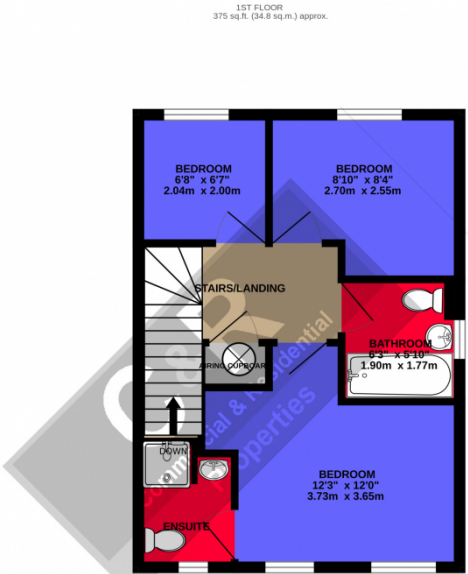 1ST FLOOR
375 sq.ft. (34.8 sq.m.) approx.
BEDROOM
6'8" x 6'7"
2.04m x 2.00m
BEDROOM
8'10" x 8'4"
2.70m x 2.55m
STAIRS/LANDING
BATHROOM
6'3" x 5'10"
1.90m x 1.77m
AIRING CUPBOARD
DOWN
BEDROOM
12'3" x 12'0"
3.73m x 3.65m
ENSUITE
C & R
Commercial & Residential
Properties